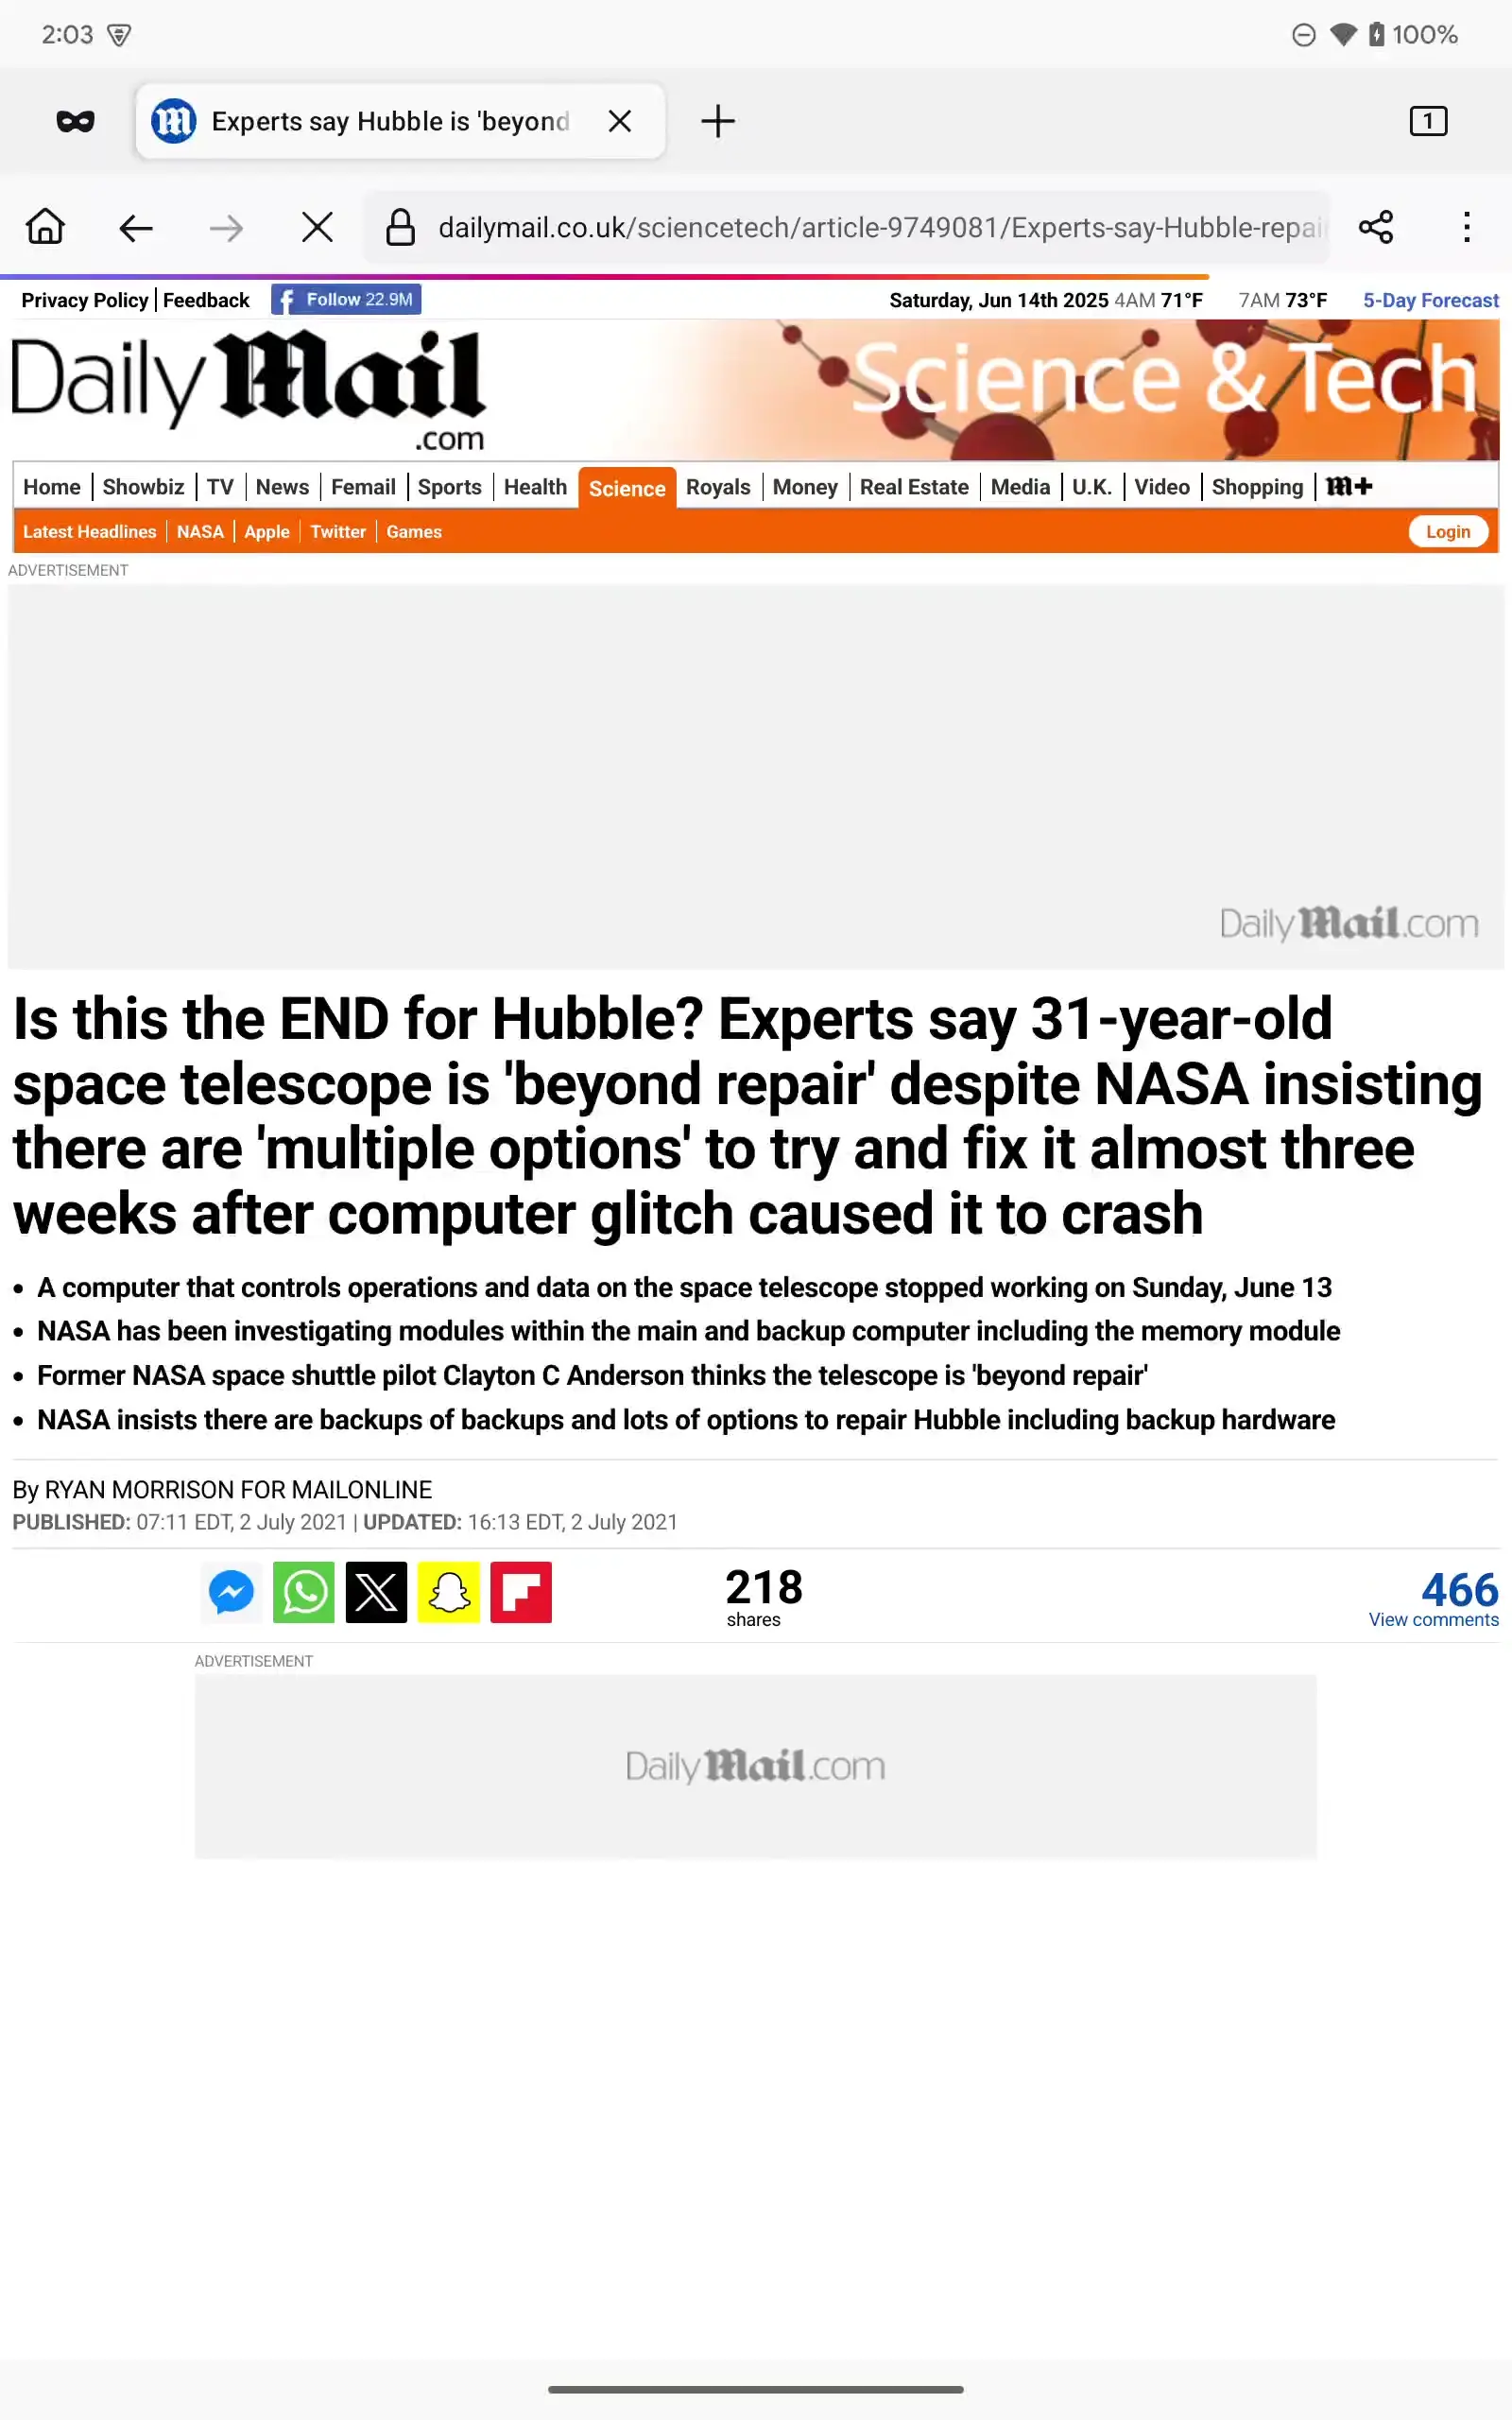 2:03 100%
Experts say Hubble is 'beyond 1
dailymail.co.uk/sciencetech/article-9749081/Experts-say-Hubble-repai
Privacy Policy Feedback Follow 22.9M Saturday, Jun 14th 2025 4AM 71°F 7AM 73°F 5-Day Forecast
Daily Mail Science & Tech
.com
Home Showbiz TV News Femail Sports Health Science Royals Money Real Estate Media U.K. Video Shopping m+
Latest Headlines NASA Apple Twitter Games Login
ADVERTISEMENT
Daily Mail.com
Is this the END for Hubble? Experts say 31-year-old
space telescope is 'beyond repair' despite NASA insisting
there are 'multiple options' to try and fix it almost three
weeks after computer glitch caused it to crash
• A computer that controls operations and data on the space telescope stopped working on Sunday, June 13
• NASA has been investigating modules within the main and backup computer including the memory module
• Former NASA space shuttle pilot Clayton C Anderson thinks the telescope is 'beyond repair'
• NASA insists there are backups of backups and lots of options to repair Hubble including backup hardware
By RYAN MORRISON FOR MAILONLINE
PUBLISHED: 07:11 EDT, 2 July 2021 | UPDATED: 16:13 EDT, 2 July 2021
218 466
shares View comments
ADVERTISEMENT
Daily Mail.com